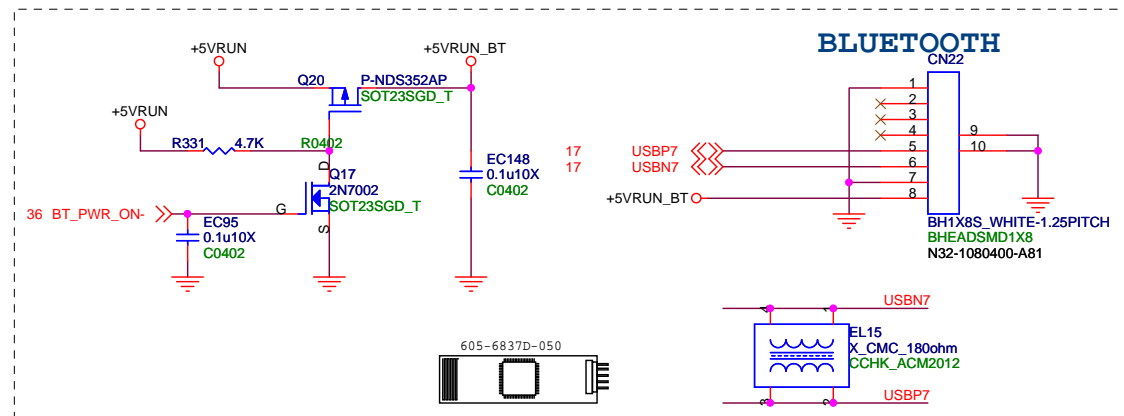 BLUETOOTH
+5VRUN
+5VRUN_BT
CN22
Q20
P-NDS352AP
SOT23SGD_T
+5VRUN
R331
4.7K
R0402
D
Q17
2N7002
SOT23SGD_T
G
S
36 BT_PWR_ON-
EC95
0.1u10X
C0402
EC148
0.1u10X
C0402
1
2
3
4
5
6
7
8
9
10
17 USBP7
17 USBN7
+5VRUN_BT
BH1X8S_WHITE-1.25PITCH
BHEADSMD1X8
N32-1080400-A81
605-6837D-050
USBN7
4
1
EL15
X_CMC_180ohm
CCHK_ACM2012
3
2
USBP7